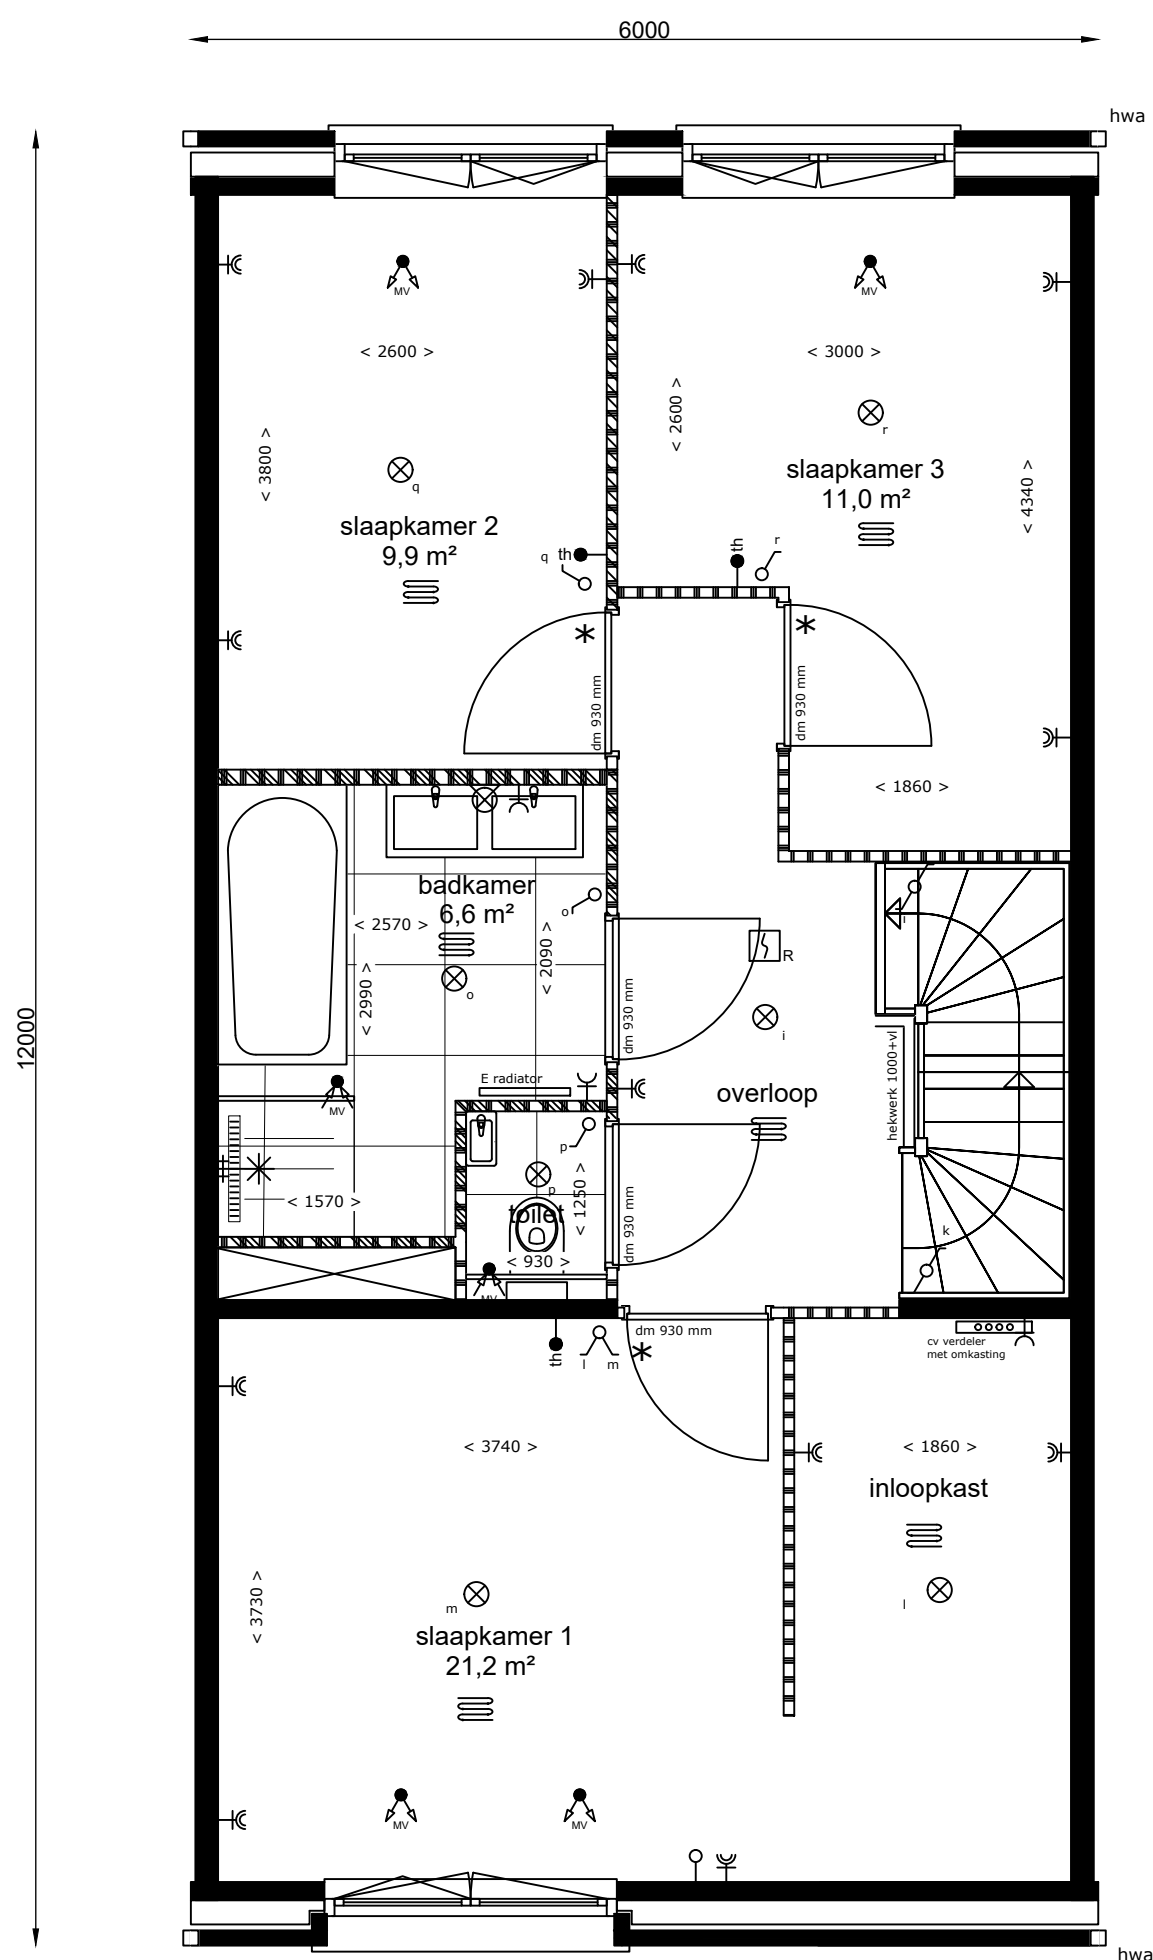 6000
hwa
MV
MV
< 2600 >
< 3000 >
< 2600 >
r
< 3800 >
slaapkamer 3
11,0 m²
< 4340 >
q
slaapkamer 2
9,9 m²
q th
th
r
dm 930 mm
dm 930 mm
< 1860 >
badkamer
6,6 m²
o
< 2570 >
< 2090 >
i
R
< 2990 >
o
dm 930 mm
i
12000
hekwerk 1000+vl
E radiator
overloop
MV
p
p
< 1250 >
< 1570 >
toilet
dm 930 mm
k
< 930 >
MV
dm 930 mm
th
l m
cv verdeler
met omkasting
< 3740 >
< 1860 >
inloopkast
< 3730 >
m
l
slaapkamer 1
21,2 m²
MV
MV
hwa